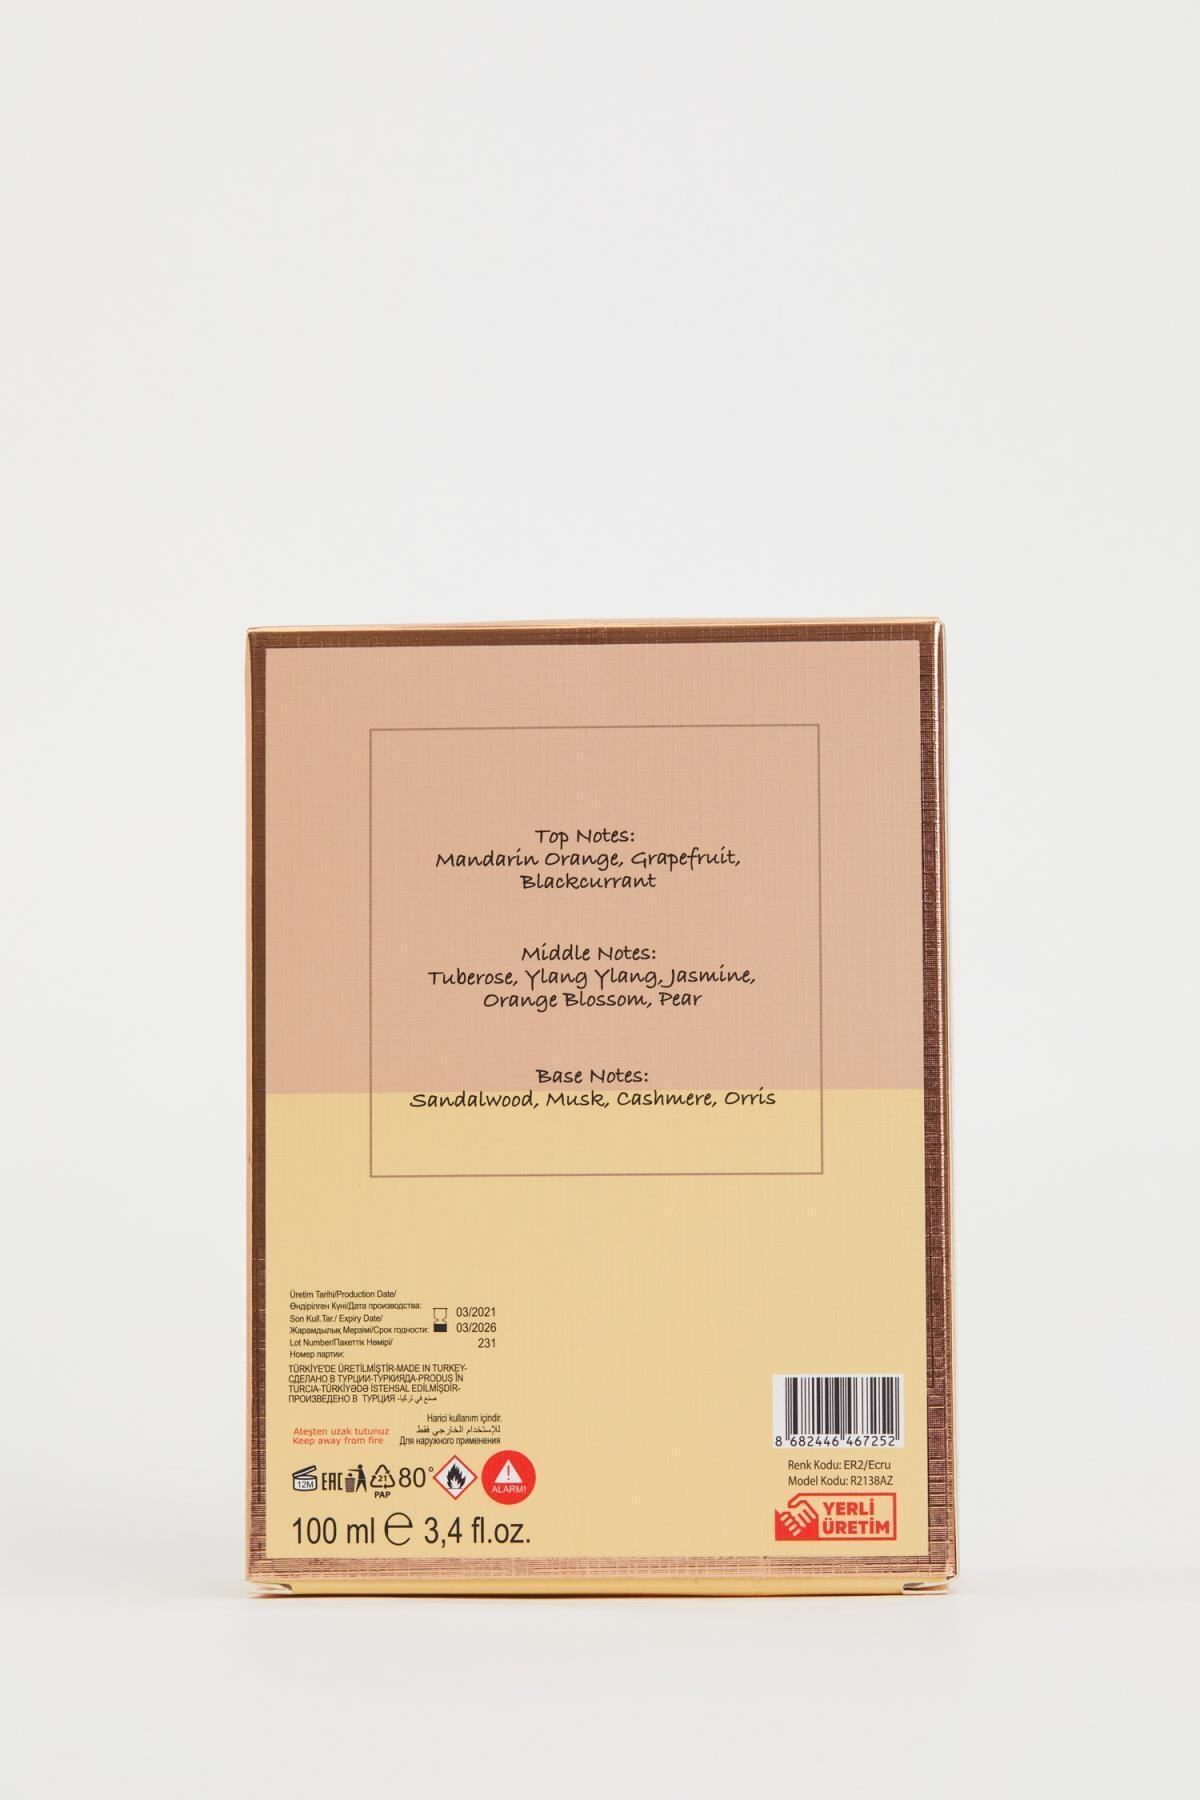 Top Notes:
Mandarin Orange, Grapefruit,
Blackcurrant
Middle Notes:
Tuberose, Ylang Ylang, Jasmine,
Orange Blossom, Pear
Base Notes:
Sandalwood, Musk, Cashmere, Orris
Üretim Tarihi/Production Date/
Өндірілген Күні/Дата производства:
03/2021
Son Kull.Tar./ Expiry Date/
Жарамдылық Мерзімі/Срок годности:
03/2026
Lot Number/Пакеттік Нөмірі/
231
Номер партии:
TÜRKİYE'DE ÜRETİLMİŞTİR-MADE IN TURKEY-
СДЕЛАНО В ТУРЦИИ-ТУРКИЯДА-PRODUS ÎN
TURCIA-TÜRKİYƏDƏ İSTEHSAL EDİLMİŞDİR-
ПРОИЗВЕДЕНО В ТУРЦИЯ -صنع في تركيا
Harici kullanım içindir.
للإستخدام الخارجي فقط
Для наружного применения
Ateşten uzak tutunuz
Keep away from fire
12M EAC 21 PAP 80° ALARM!
100 ml e 3,4 fl.oz.
8 682446 467252
Renk Kodu: ER2/Ecru
Model Kodu: R2138AZ
YERLİ
ÜRETİM